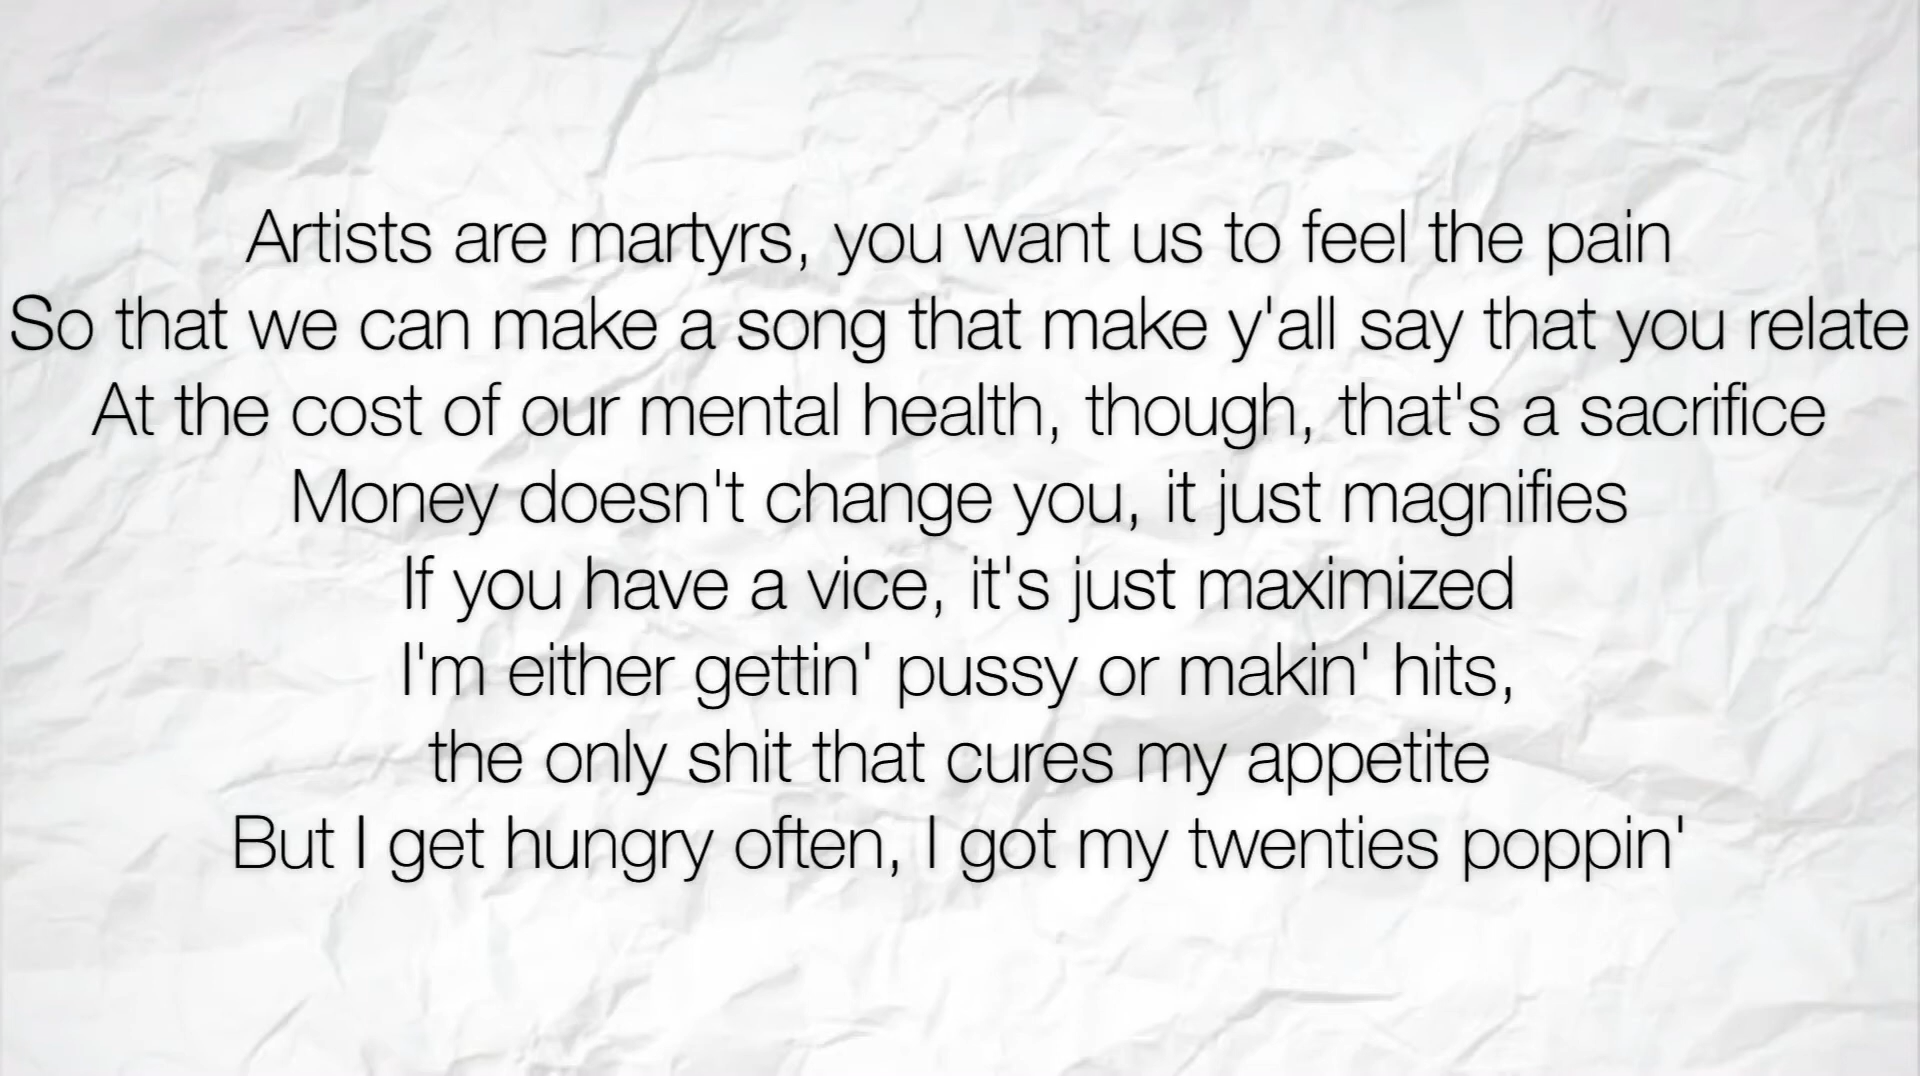 Artists are martyrs, you want us to feel the pain
So that we can make a song that make y'all say that you relate
At the cost of our mental health, though, that's a sacrifice
Money doesn't change you, it just magnifies
If you have a vice, it's just maximized
I'm either gettin' pussy or makin' hits,
the only shit that cures my appetite
But I get hungry often, I got my twenties poppin'